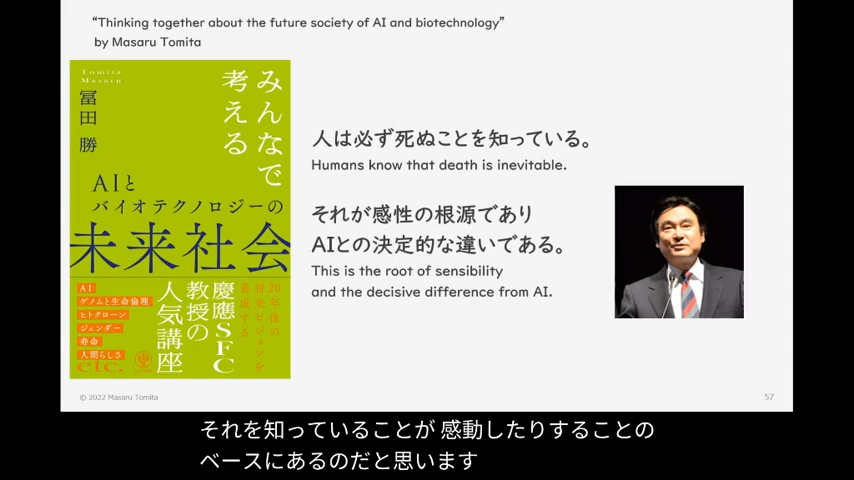 “Thinking together about the future society of AI and biotechnology”
by Masaru Tomita
Tomita
Masaru
冨田 勝
みんなで
考える
AIと
バイオテクノロジーの
未来社会
20年後の
将来ビジョンを
養成する
慶應SFC
教授の
人気講座
AI
ゲノムと生命倫理
ヒトクローン
ジェンダー
寿命
人間らしさ
etc.
人は必ず死ぬことを知っている。
Humans know that death is inevitable.
それが感性の根源であり
AIとの決定的な違いである。
This is the root of sensibility
and the decisive difference from AI.
© 2022 Masaru Tomita
57
それを知っていることが 感動したりすることの
ベースにあるのだと思います